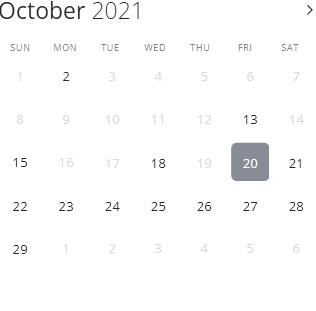 October 2021
SUN MON TUE WED THU FRI SAT
1 2 3 4 5 6 7
8 9 10 11 12 13 14
15 16 17 18 19 20 21
22 23 24 25 26 27 28
29 1 2 3 4 5 6